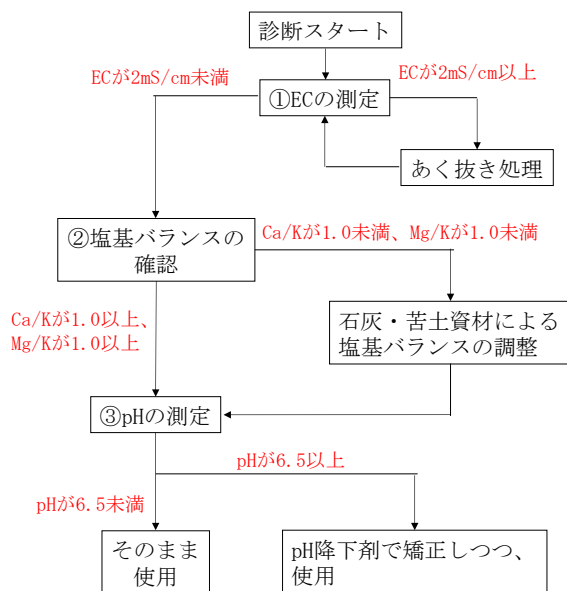 診断スタート
ECが2mS/cm未満
ECが2mS/cm以上
①ECの測定
あく抜き処理
②塩基バランスの
確認
Ca/Kが1.0未満、Mg/Kが1.0未満
Ca/Kが1.0以上、
Mg/Kが1.0以上
石灰・苦土資材による
塩基バランスの調整
③pHの測定
pHが6.5以上
pHが6.5未満
そのまま
使用
pH降下剤で矯正しつつ、
使用